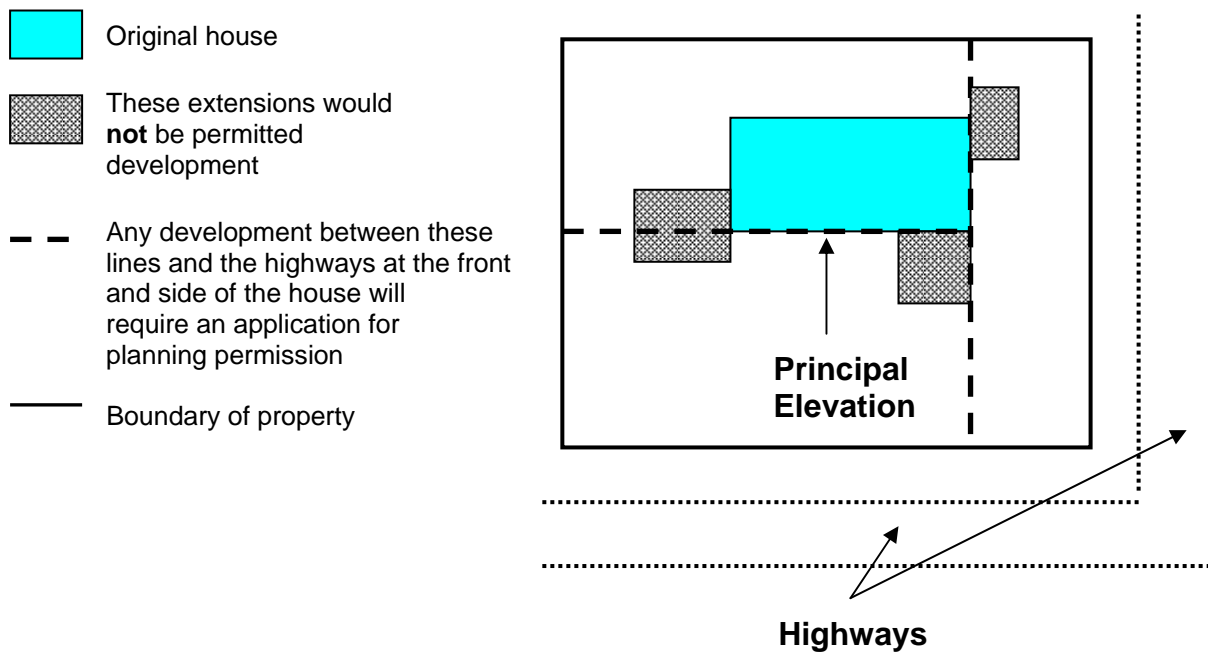 Original house
These extensions would
not be permitted
development
Any development between these
lines and the highways at the front
and side of the house will
require an application for
planning permission
Boundary of property
Principal
Elevation
Highways